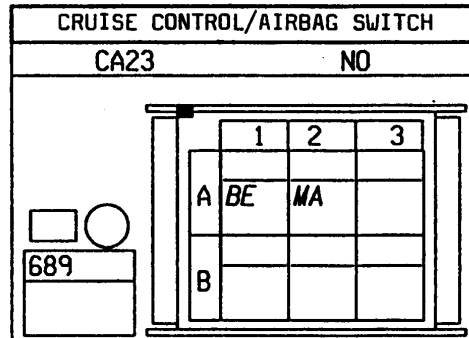 CRUISE CONTROL/AIRBAG SWITCH
CA23 NO
1 2 3
A BE MA
689
B